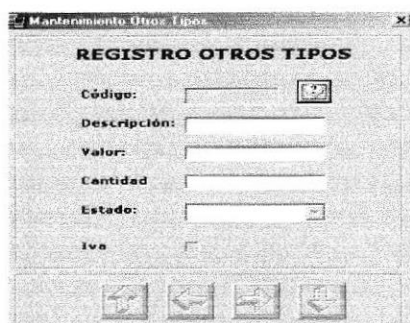 Mantenimiento Otros Tipos
REGISTRO OTROS TIPOS
Código:
?
Descripción:
Valor:
Cantidad
Estado:
Iva